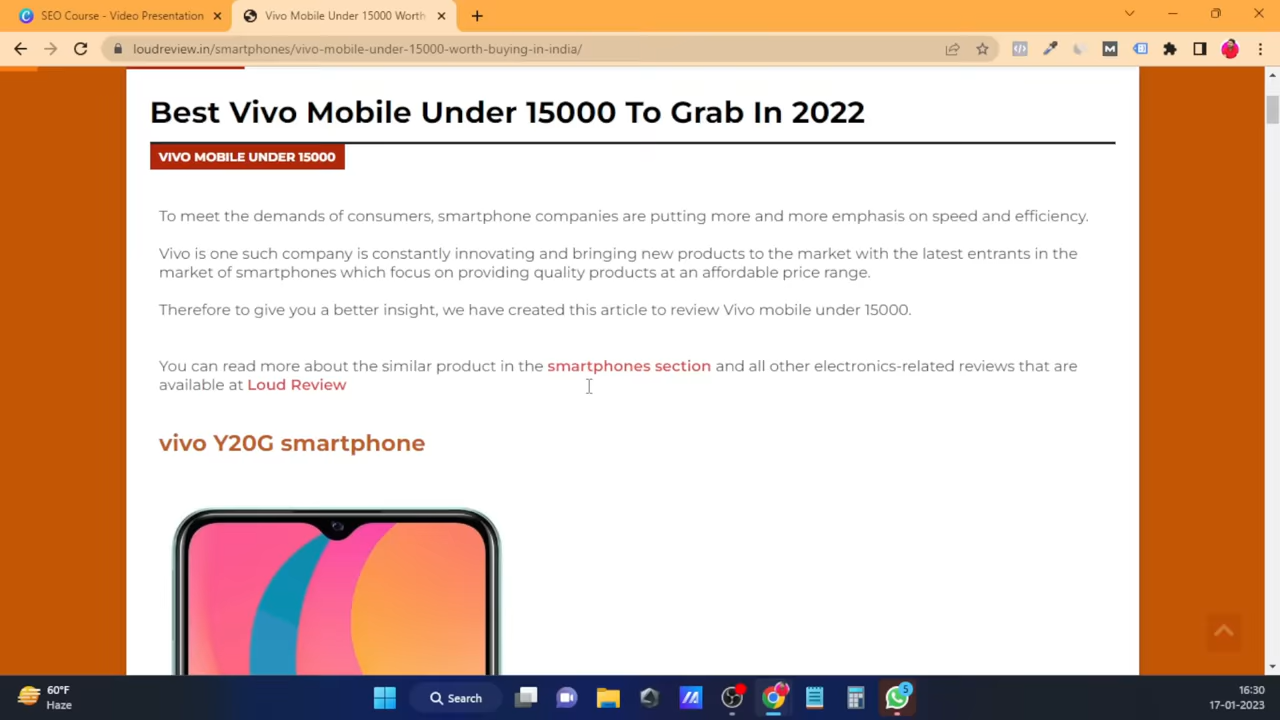 SEO Course - Video Presentation
Vivo Mobile Under 15000 Worth
loudreview.in/smartphones/vivo-mobile-under-15000-worth-buying-in-india/
Best Vivo Mobile Under 15000 To Grab In 2022
VIVO MOBILE UNDER 15000
To meet the demands of consumers, smartphone companies are putting more and more emphasis on speed and efficiency.
Vivo is one such company is constantly innovating and bringing new products to the market with the latest entrants in the
market of smartphones which focus on providing quality products at an affordable price range.
Therefore to give you a better insight, we have created this article to review Vivo mobile under 15000.
You can read more about the similar product in the smartphones section and all other electronics-related reviews that are
available at Loud Review
vivo Y20G smartphone
60°F
Haze
Search
5
16:30
17-01-2023